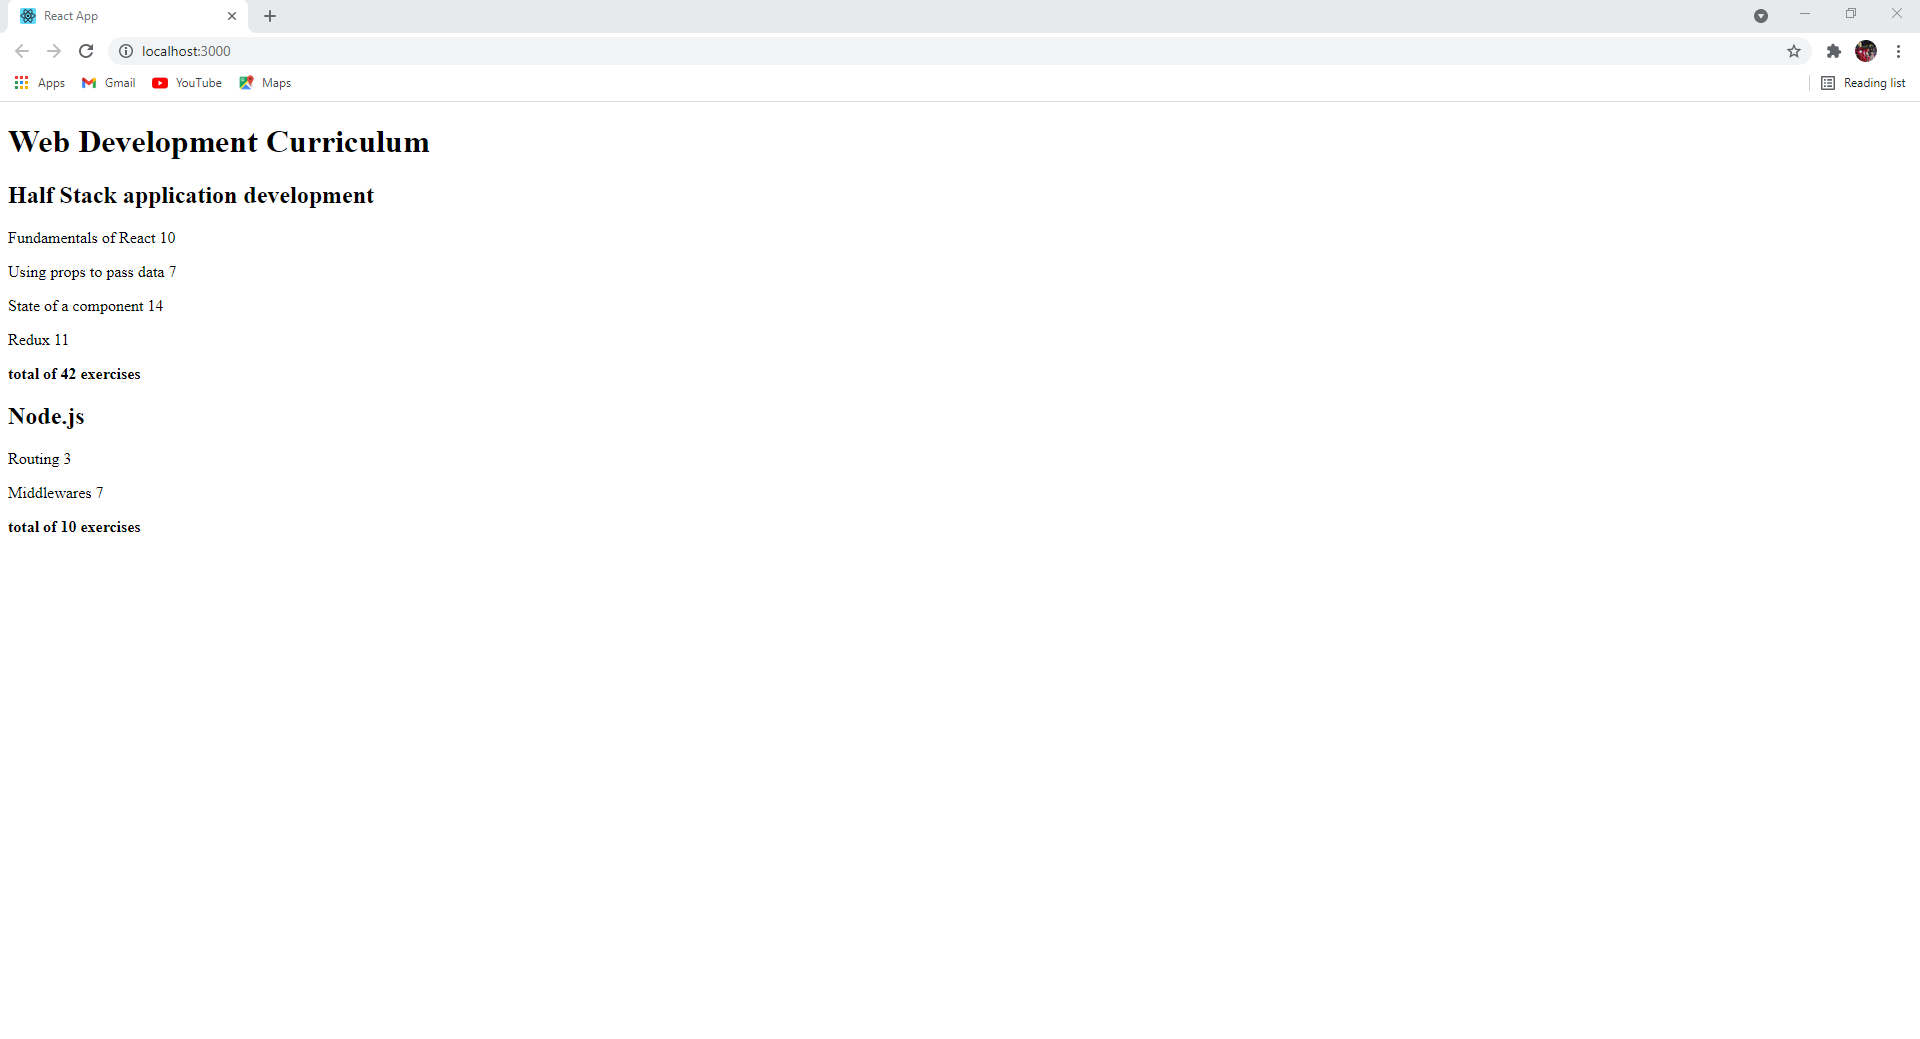 React App
localhost:3000
Apps Gmail YouTube Maps Reading list
Web Development Curriculum
Half Stack application development
Fundamentals of React 10
Using props to pass data 7
State of a component 14
Redux 11
total of 42 exercises
Node.js
Routing 3
Middlewares 7
total of 10 exercises